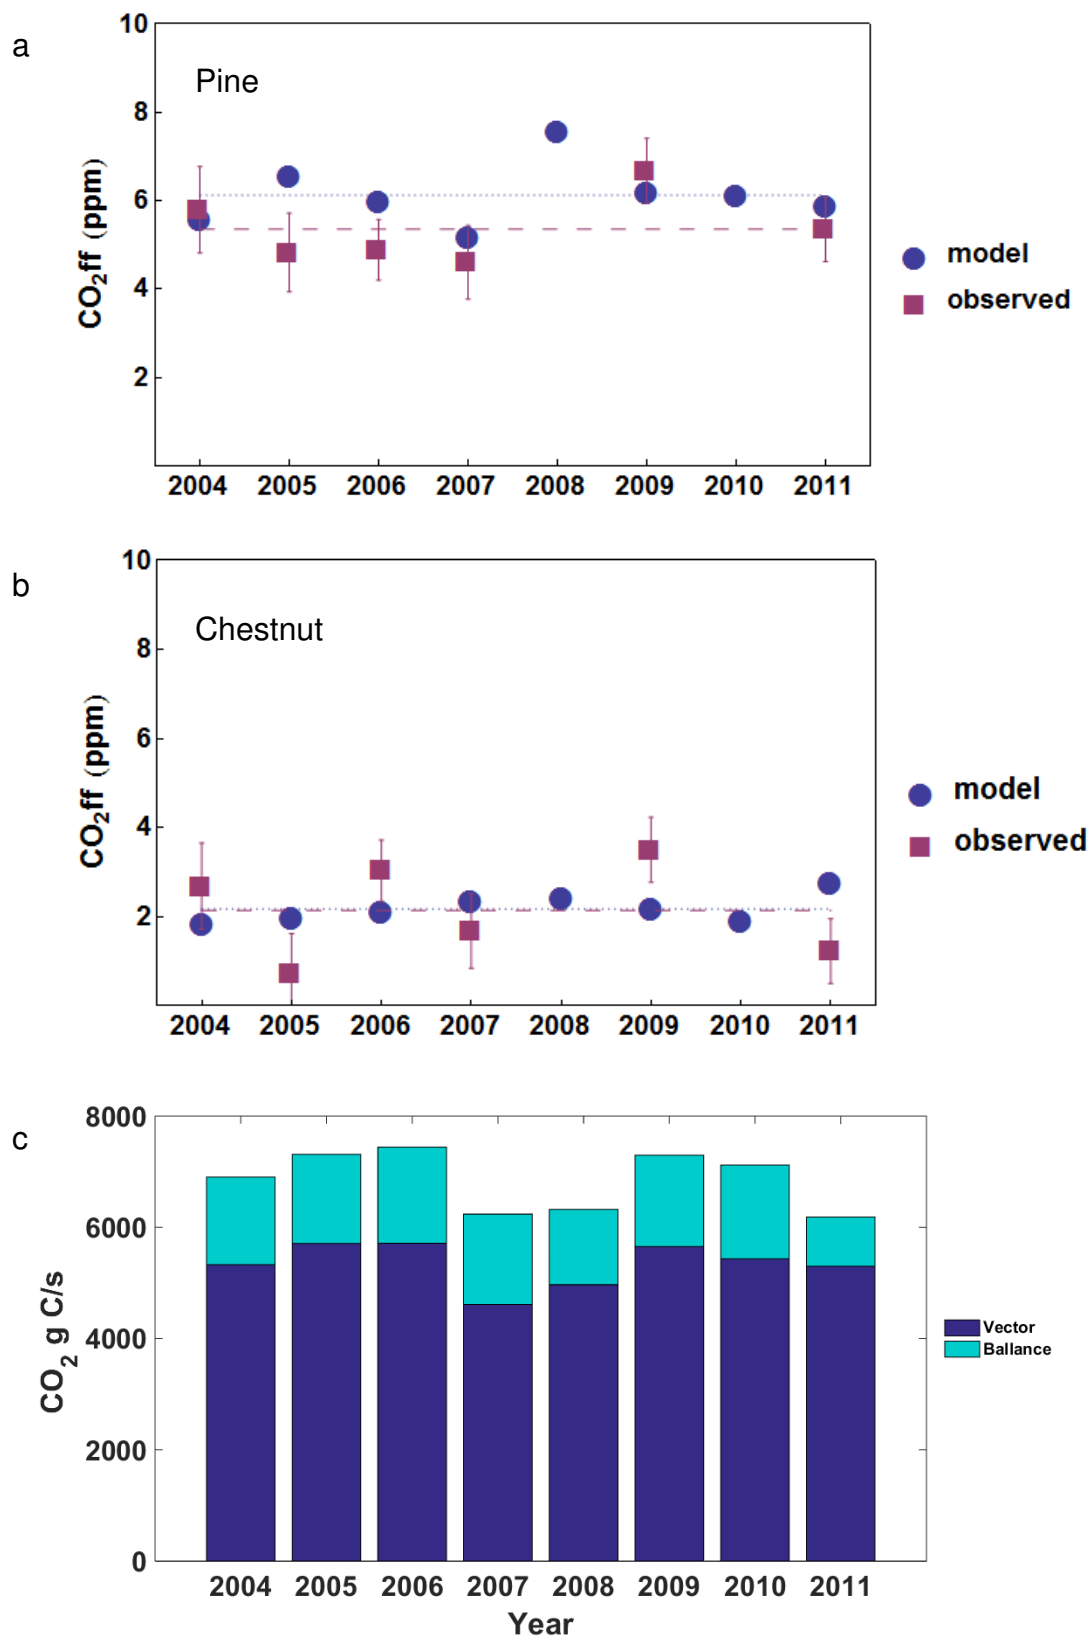 a
Pine
10
8
6
4
2
CO2ff (ppm)
2004 2005 2006 2007 2008 2009 2010 2011
model
observed
b
Chestnut
10
8
6
4
2
CO2ff (ppm)
2004 2005 2006 2007 2008 2009 2010 2011
model
observed
c
8000
6000
4000
2000
0
CO2 g C/s
2004 2005 2006 2007 2008 2009 2010 2011
Year
Vector
Ballance